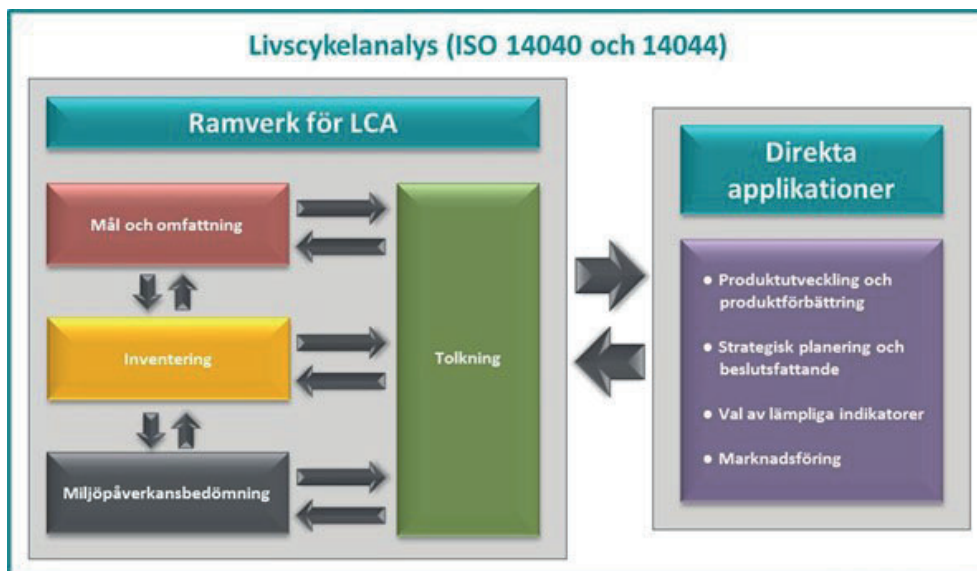 Livscykelanalys (ISO 14040 och 14044)
Ramverk för LCA
Mål och omfattning
Inventering
Miljöpåverkansbedömning
Tolkning
Direkta
applikationer
• Produktutveckling och
produktförbättring
• Strategisk planering och
beslutsfattande
• Val av lämpliga indikatorer
• Marknadsföring